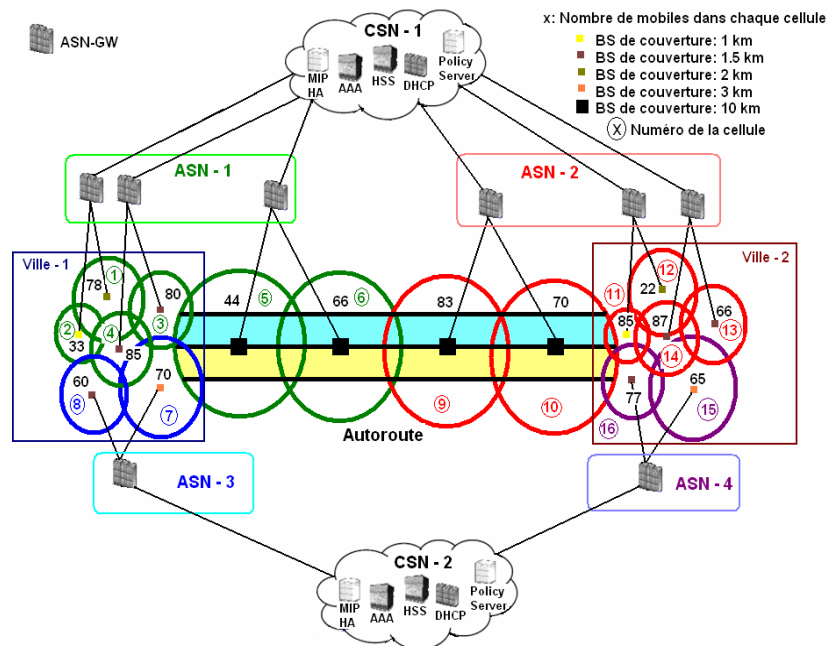 ASN-GW
CSN - 1
MIP
HA
AAA
HSS
DHCP
Policy
Server
x: Nombre de mobiles dans chaque cellule
BS de couverture: 1 km
BS de couverture: 1.5 km
BS de couverture: 2 km
BS de couverture: 3 km
BS de couverture: 10 km
X Numéro de la cellule
ASN - 1
ASN - 2
Ville - 1
78
1
80
3
2
33
4
85
60
8
70
7
44
5
66
6
83
9
70
10
Autoroute
Ville - 2
12
22
11
85
87
66
13
14
77
16
65
15
ASN - 3
ASN - 4
CSN - 2
MIP
HA
AAA
HSS
DHCP
Policy
Server